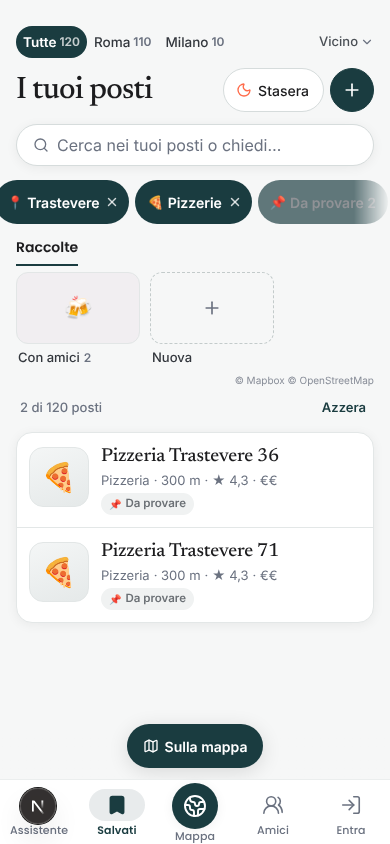 Tutte 120 Roma 110 Milano 10 Vicino
I tuoi posti Stasera
Cerca nei tuoi posti o chiedi...
Trastevere Pizzerie Da provare 2
Raccolte
Con amici 2 Nuova
© Mapbox © OpenStreetMap
2 di 120 posti Azzera
Pizzeria Trastevere 36
Pizzeria · 300 m · ★ 4,3 · €€
Da provare
Pizzeria Trastevere 71
Pizzeria · 300 m · ★ 4,3 · €€
Da provare
Sulla mappa
N
Assistente Salvati Mappa Amici Entra